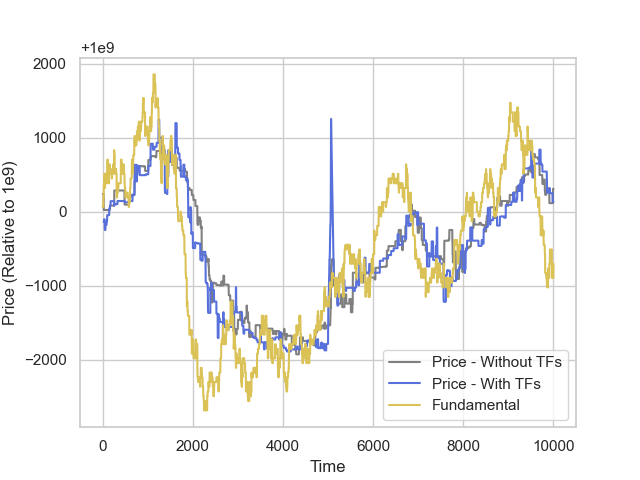 +1e9
2000
1000
0
−1000
−2000
Price (Relative to 1e9)
Price - Without TFs
Price - With TFs
Fundamental
0 2000 4000 6000 8000 10000
Time